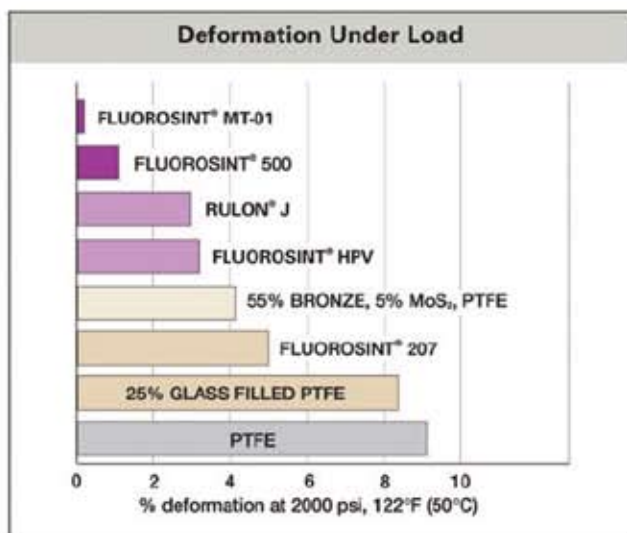 Deformation Under Load
FLUOROSINT® MT-01
FLUOROSINT® 500
RULON® J
FLUOROSINT® HPV
55% BRONZE, 5% MoS₂, PTFE
FLUOROSINT® 207
25% GLASS FILLED PTFE
PTFE
0 2 4 6 8 10
% deformation at 2000 psi, 122°F (50°C)